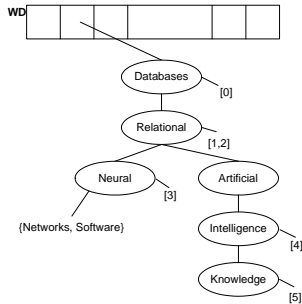 WD
Databases
[0]
Relational
[1,2]
Neural
Artificial
[3]
{Networks, Software}
Intelligence
[4]
Knowledge
[5]